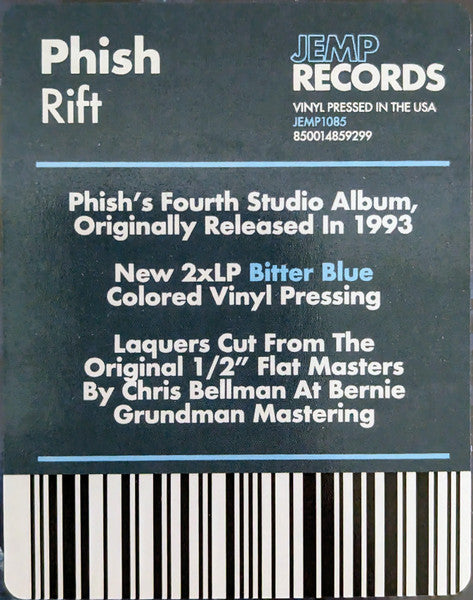 Phish
Rift
JEMP
RECORDS
VINYL PRESSED IN THE USA
JEMP1085
850014859299
Phish's Fourth Studio Album,
Originally Released In 1993
New 2xLP Bitter Blue
Colored Vinyl Pressing
Laquers Cut From The
Original 1/2" Flat Masters
By Chris Bellman At Bernie
Grundman Mastering